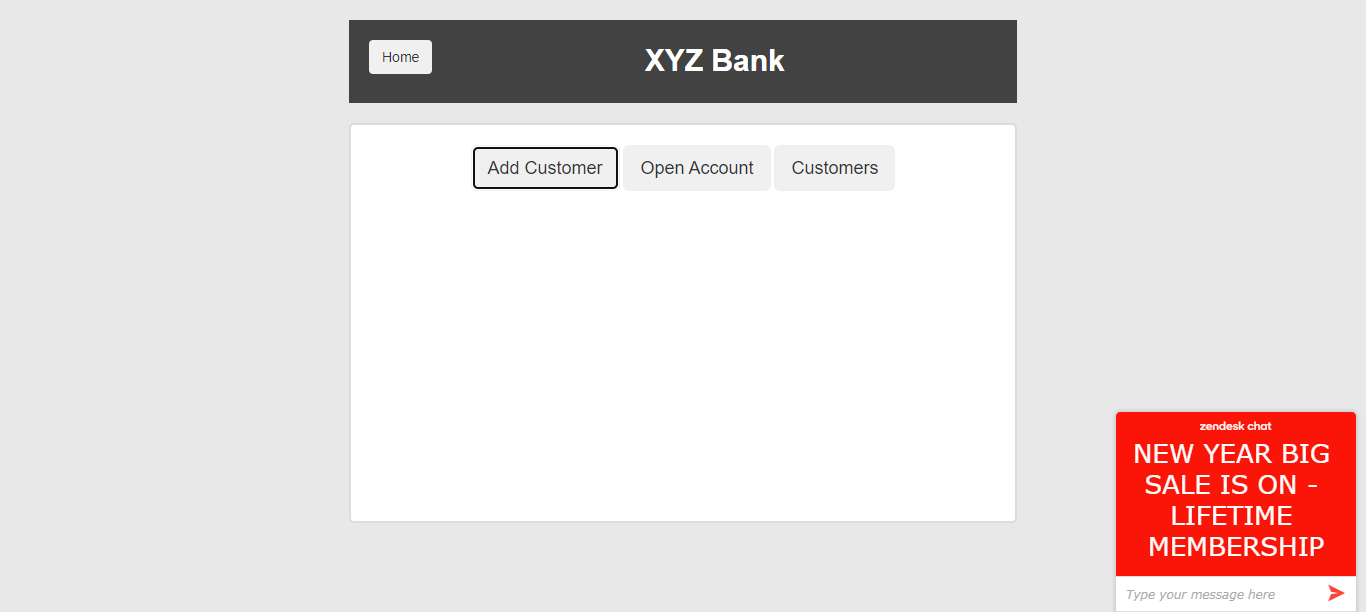 Home
XYZ Bank
Add Customer
Open Account
Customers
zendesk chat
NEW YEAR BIG
SALE IS ON -
LIFETIME
MEMBERSHIP
Type your message here